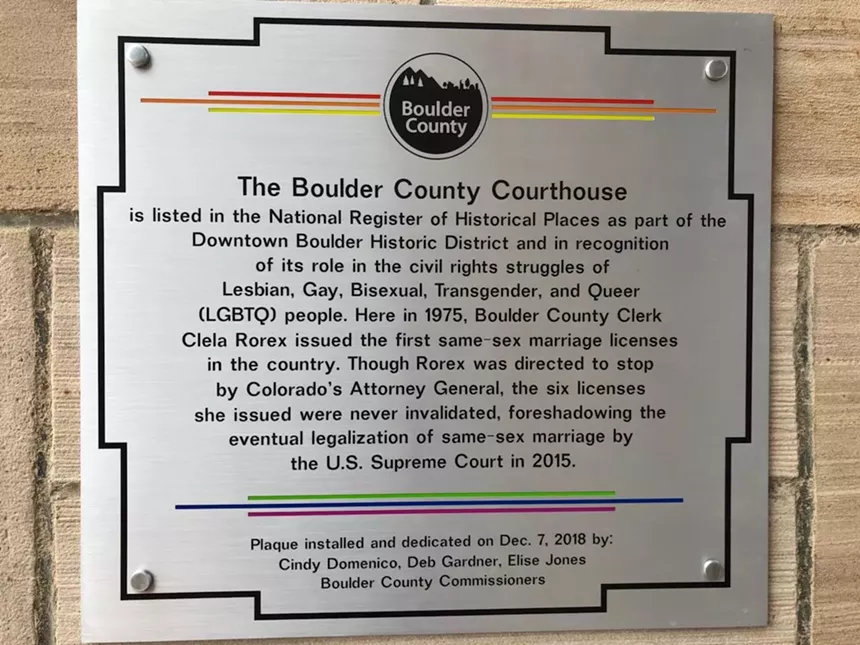 Boulder
County
The Boulder County Courthouse
is listed in the National Register of Historical Places as part of the
Downtown Boulder Historic District and in recognition
of its role in the civil rights struggles of
Lesbian, Gay, Bisexual, Transgender, and Queer
(LGBTQ) people. Here in 1975, Boulder County Clerk
Clela Rorex issued the first same-sex marriage licenses
in the country. Though Rorex was directed to stop
by Colorado's Attorney General, the six licenses
she issued were never invalidated, foreshadowing the
eventual legalization of same-sex marriage by
the U.S. Supreme Court in 2015.
Plaque installed and dedicated on Dec. 7, 2018 by:
Cindy Domenico, Deb Gardner, Elise Jones
Boulder County Commissioners